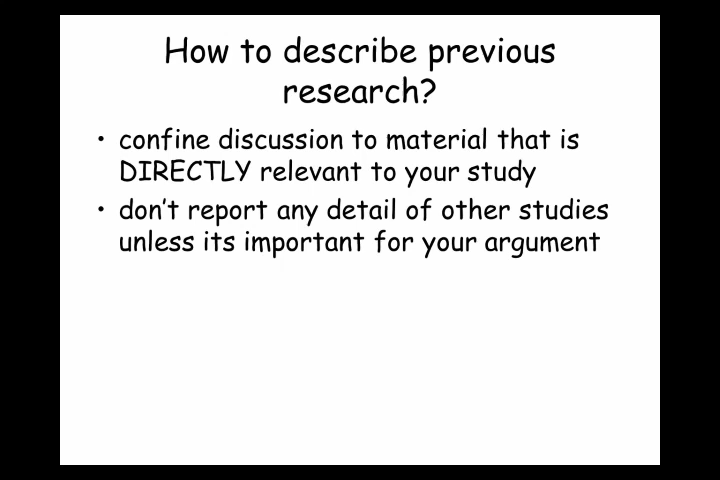 How to describe previous
research?
• confine discussion to material that is
DIRECTLY relevant to your study
• don't report any detail of other studies
unless its important for your argument